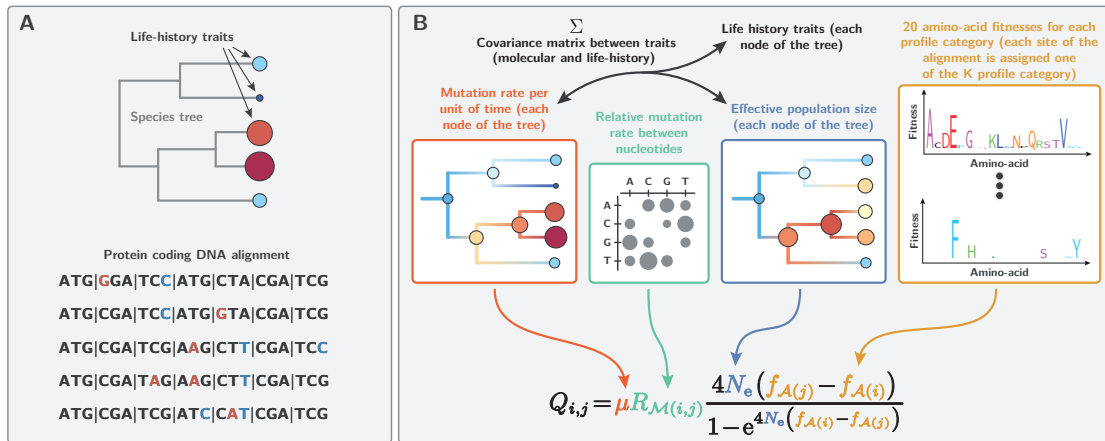 A
Life-history traits
Species tree
Protein coding DNA alignment
ATG|GGA|TCC|ATG|CTA|CGA|TCG
ATG|CGA|TCC|ATG|GTA|CGA|TCG
ATG|CGA|TCG|AAG|CTT|CGA|TCC
ATG|CGA|TAG|AAG|CTT|CGA|TCG
ATG|CGA|TCG|ATC|CAT|CGA|TCG
B
Σ
Covariance matrix between traits
(molecular and life-history)
Life history traits (each
node of the tree)
20 amino-acid fitnesses for each
profile category (each site of the
alignment is assigned one
of the K profile category)
Mutation rate per
unit of time (each
node of the tree)
Relative mutation
rate between
nucleotides
Effective population size
(each node of the tree)
A C G T
A
C
G
T
Fitness
A C D E G K L N Q R S T V
Amino-acid
Fitness
F H S Y
Amino-acid
Q_{i,j} = μR_{ℳ(i,j)} \frac{4N_e(f_{𝒜(j)} − f_{𝒜(i)})}{1 − e^{4N_e(f_{𝒜(i)} − f_{𝒜(j)})}}